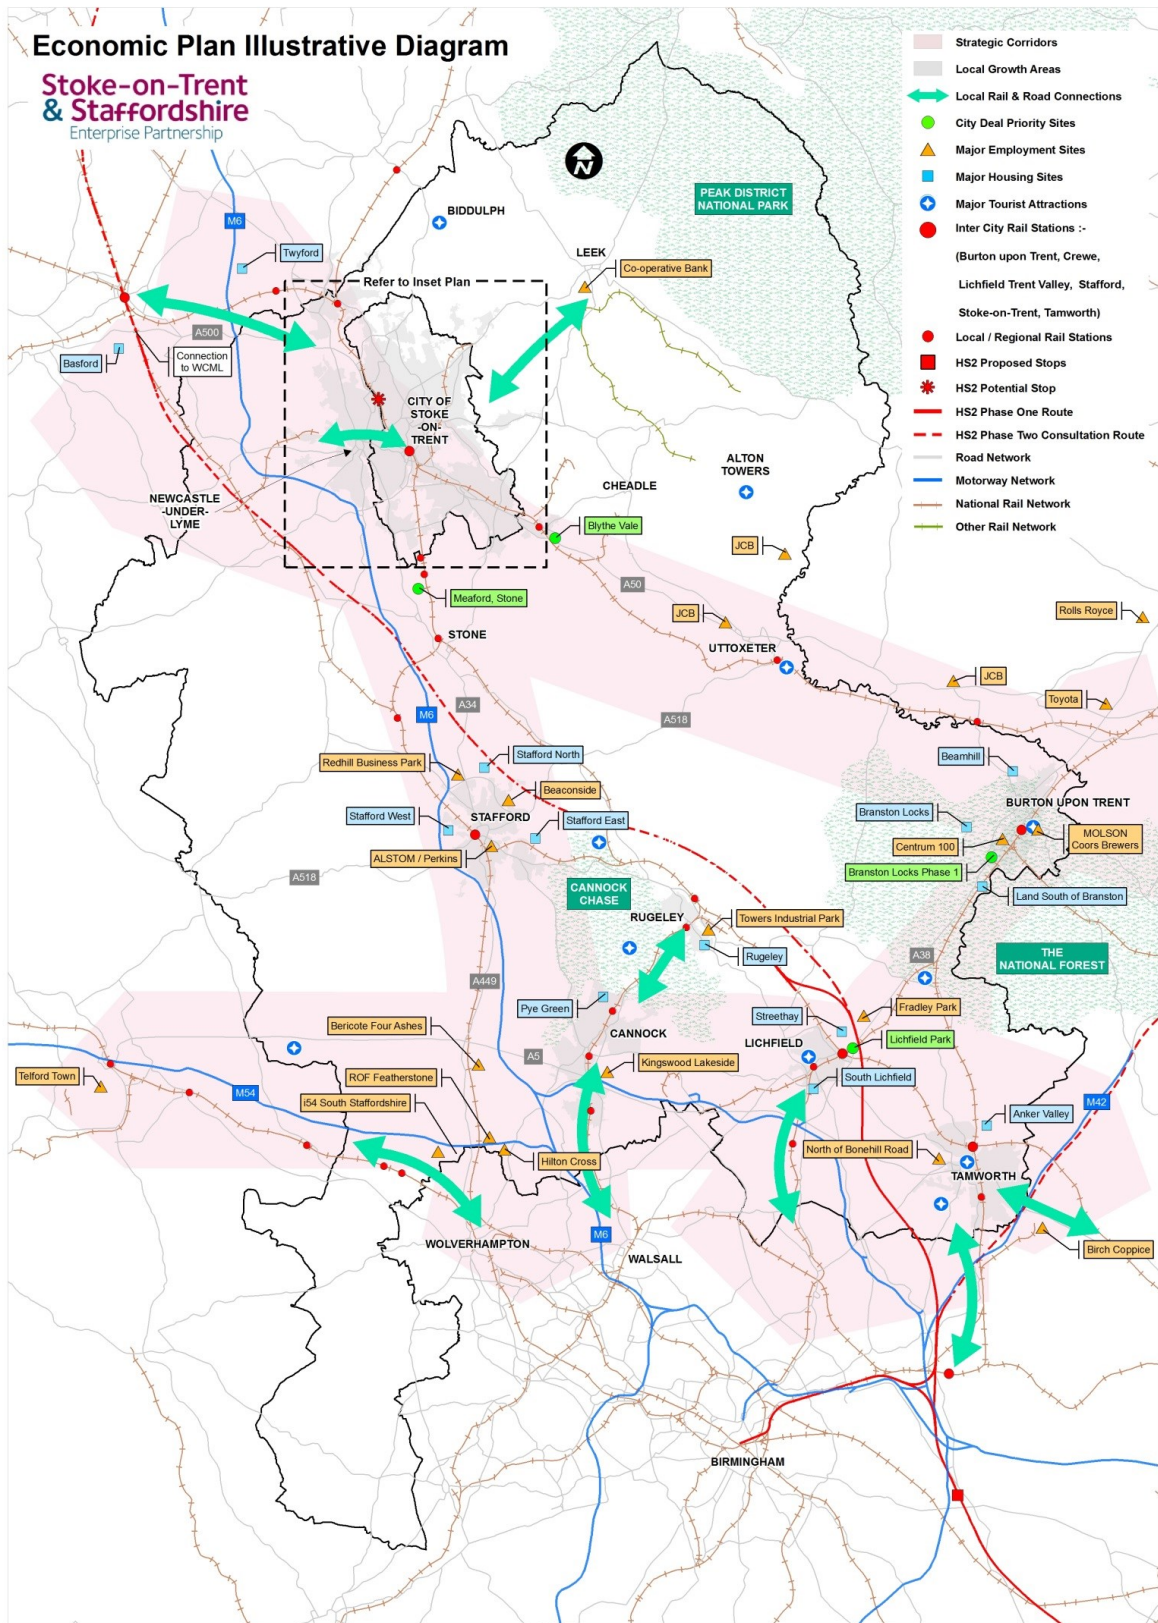 Economic Plan Illustrative Diagram
Stoke-on-Trent
& Staffordshire
Enterprise Partnership
Strategic Corridors
Local Growth Areas
Local Rail & Road Connections
City Deal Priority Sites
Major Employment Sites
Major Housing Sites
Major Tourist Attractions
Inter City Rail Stations :-
(Burton upon Trent, Crewe,
Lichfield Trent Valley, Stafford,
Stoke-on-Trent, Tamworth)
Local / Regional Rail Stations
HS2 Proposed Stops
HS2 Potential Stop
HS2 Phase One Route
HS2 Phase Two Consultation Route
Road Network
Motorway Network
National Rail Network
Other Rail Network
N
PEAK DISTRICT
NATIONAL PARK
BIDDULPH
M6
Twyford
LEEK
Co-operative Bank
Refer to Inset Plan
A500
Basford
Connection
to WCML
CITY OF
STOKE
-ON-
TRENT
ALTON
TOWERS
CHEADLE
NEWCASTLE
-UNDER-
LYME
Blythe Vale
JCB
A50
Meaford, Stone
Rolls Royce
JCB
STONE
UTTOXETER
JCB
Toyota
A34
M6
A518
Stafford North
Redhill Business Park
Beamhill
Beaconside
BURTON UPON TRENT
Branston Locks
Stafford West
STAFFORD
Stafford East
MOLSON
Coors Brewers
Centrum 100
ALSTOM / Perkins
Branston Locks Phase 1
A518
CANNOCK
CHASE
Land South of Branston
RUGELEY
Towers Industrial Park
Rugeley
A38
THE
NATIONAL FOREST
A449
Pye Green
Fradley Park
Streethay
Bericote Four Ashes
CANNOCK
LICHFIELD
Lichfield Park
A5
Kingswood Lakeside
Telford Town
ROF Featherstone
South Lichfield
M54
i54 South Staffordshire
M42
Anker Valley
North of Bonehill Road
Hilton Cross
TAMWORTH
M6
WOLVERHAMPTON
Birch Coppice
WALSALL
BIRMINGHAM